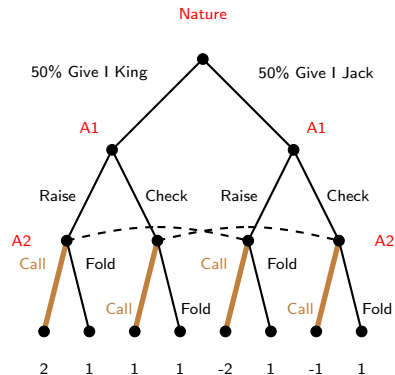 Nature
50% Give I King
50% Give I Jack
A1
A1
Raise
Check
Raise
Check
A2
A2
Call
Fold
Call
Fold
Call
Fold
Call
Fold
2
1
1
1
-2
1
-1
1